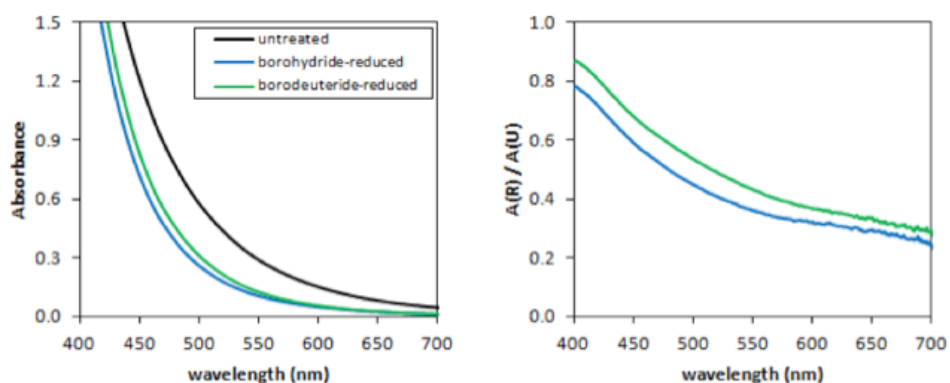 1.5
1.2
0.9
0.6
0.3
0.0
Absorbance
untreated
borohydride-reduced
borodeuteride-reduced
400 450 500 550 600 650 700
wavelength (nm)
1.0
0.8
0.6
0.4
0.2
0.0
A(R) / A(U)
400 450 500 550 600 650 700
wavelength (nm)